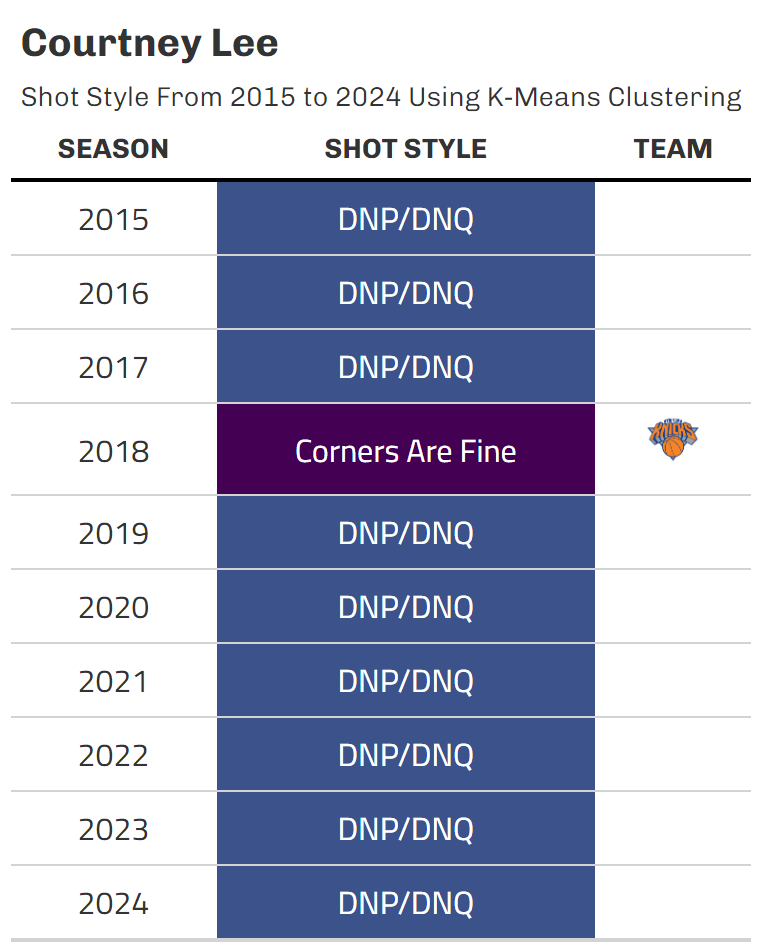 Courtney Lee
Shot Style From 2015 to 2024 Using K-Means Clustering
SEASON SHOT STYLE TEAM
2015 DNP/DNQ
2016 DNP/DNQ
2017 DNP/DNQ
2018 Corners Are Fine KNICKS
2019 DNP/DNQ
2020 DNP/DNQ
2021 DNP/DNQ
2022 DNP/DNQ
2023 DNP/DNQ
2024 DNP/DNQ